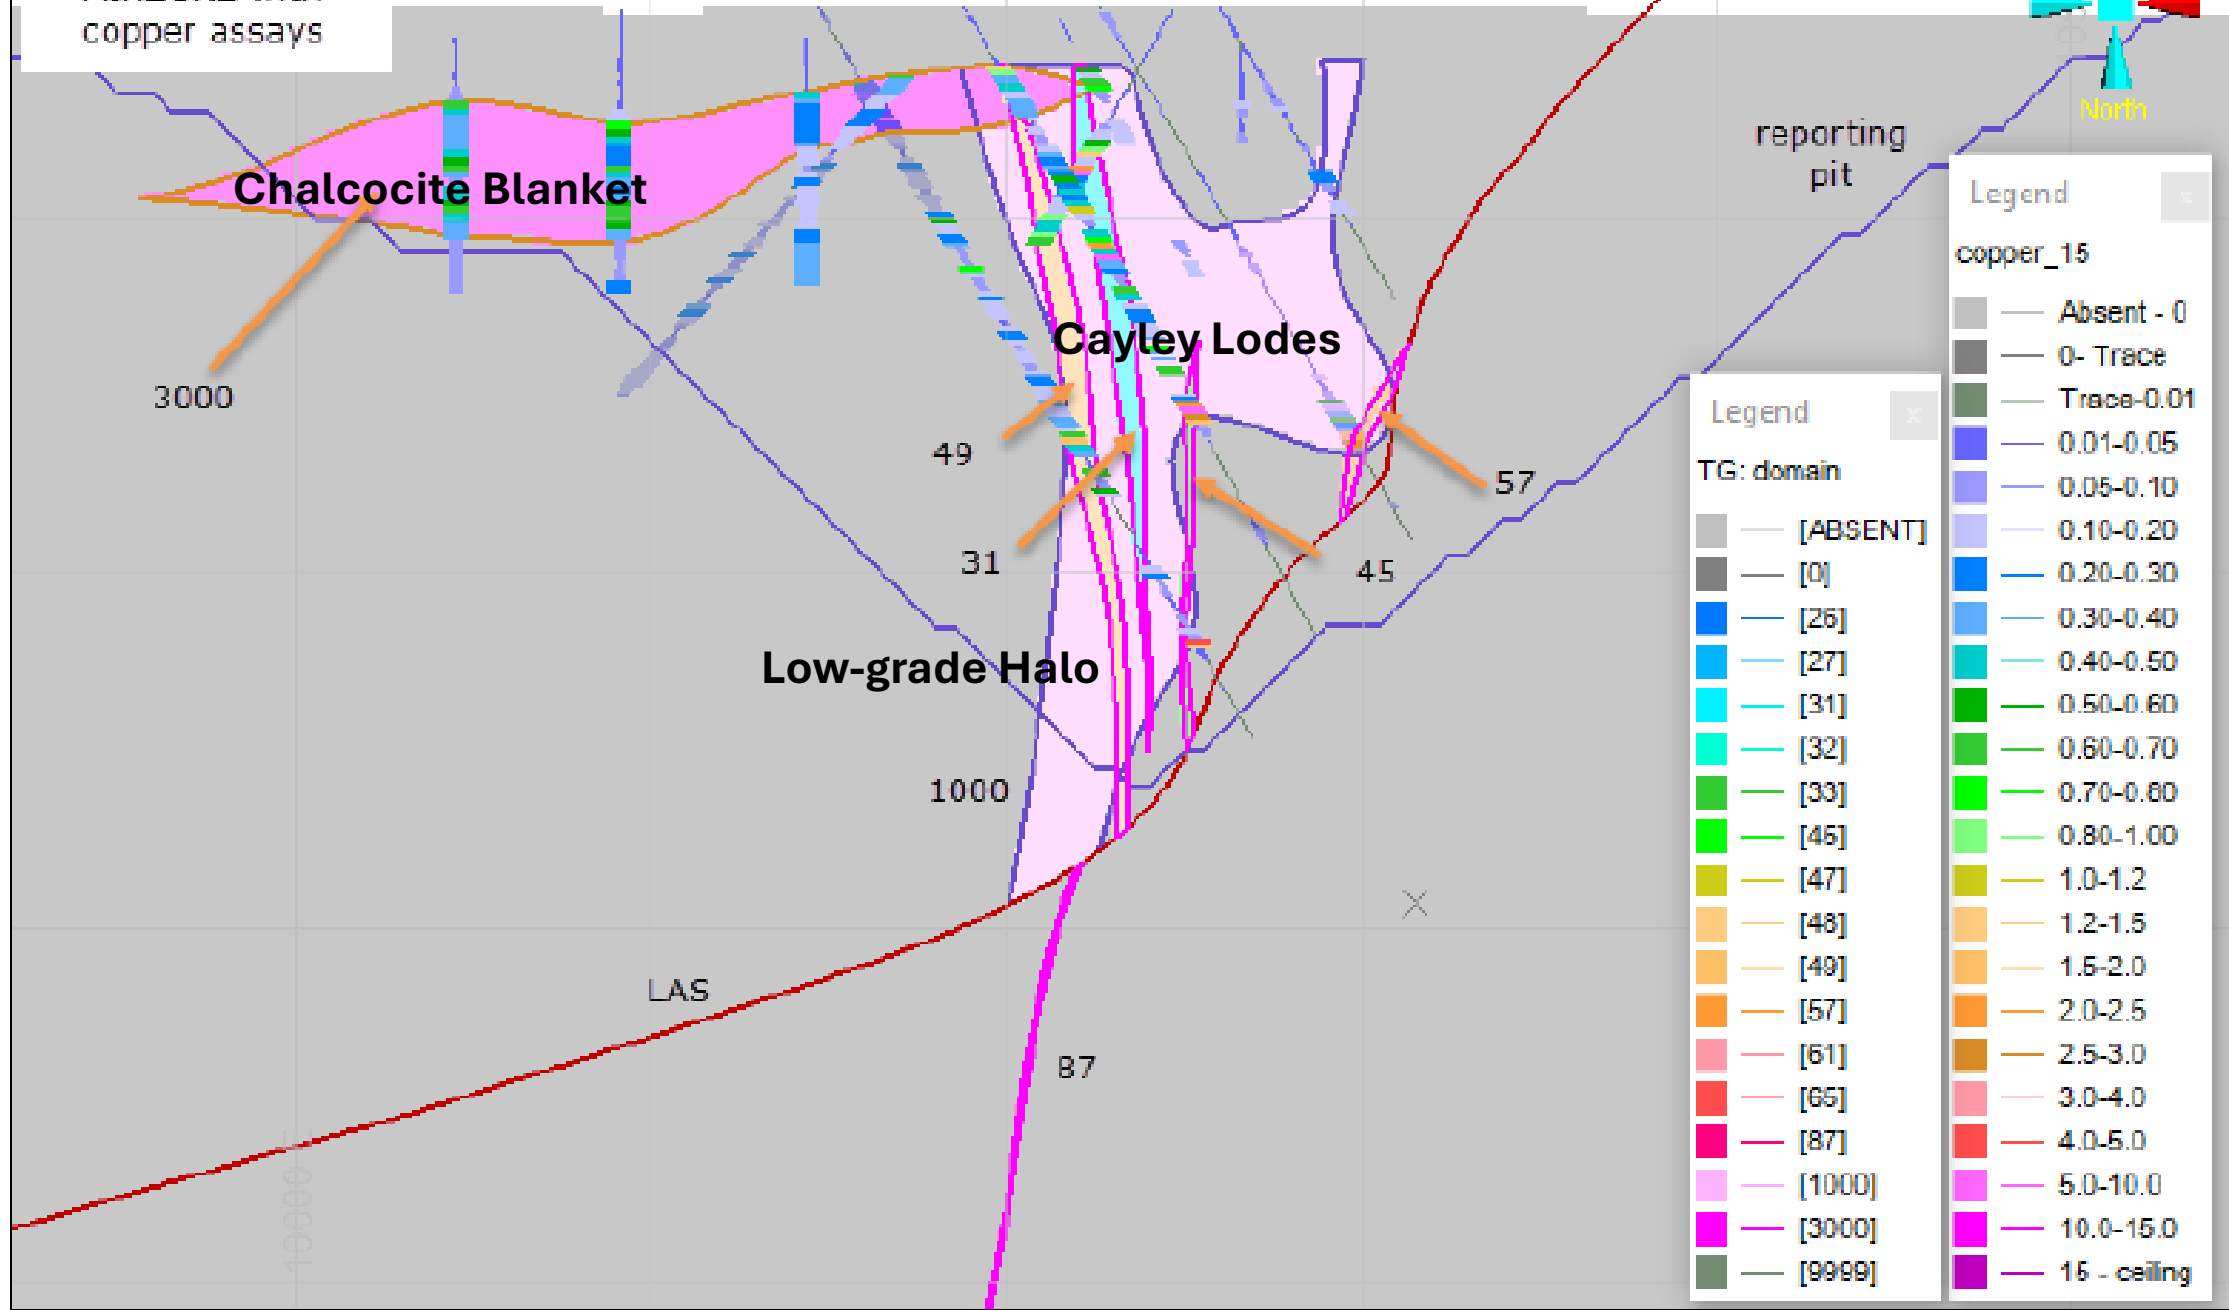 copper assays
North
reporting
pit
Chalcocite Blanket
3000
Cayley Lodes
49
31
45
57
Low-grade Halo
1000
LAS
87
10000 E
Legend
x
TG: domain
[ABSENT]
[0]
[26]
[27]
[31]
[32]
[33]
[45]
[47]
[48]
[49]
[57]
[61]
[65]
[87]
[1000]
[3000]
[9999]
Legend
x
copper_15
Absent - 0
0- Trace
Trace-0.01
0.01-0.05
0.05-0.10
0.10-0.20
0.20-0.30
0.30-0.40
0.40-0.50
0.50-0.60
0.60-0.70
0.70-0.80
0.80-1.00
1.0-1.2
1.2-1.5
1.5-2.0
2.0-2.5
2.5-3.0
3.0-4.0
4.0-5.0
5.0-10.0
10.0-15.0
15 - ceiling